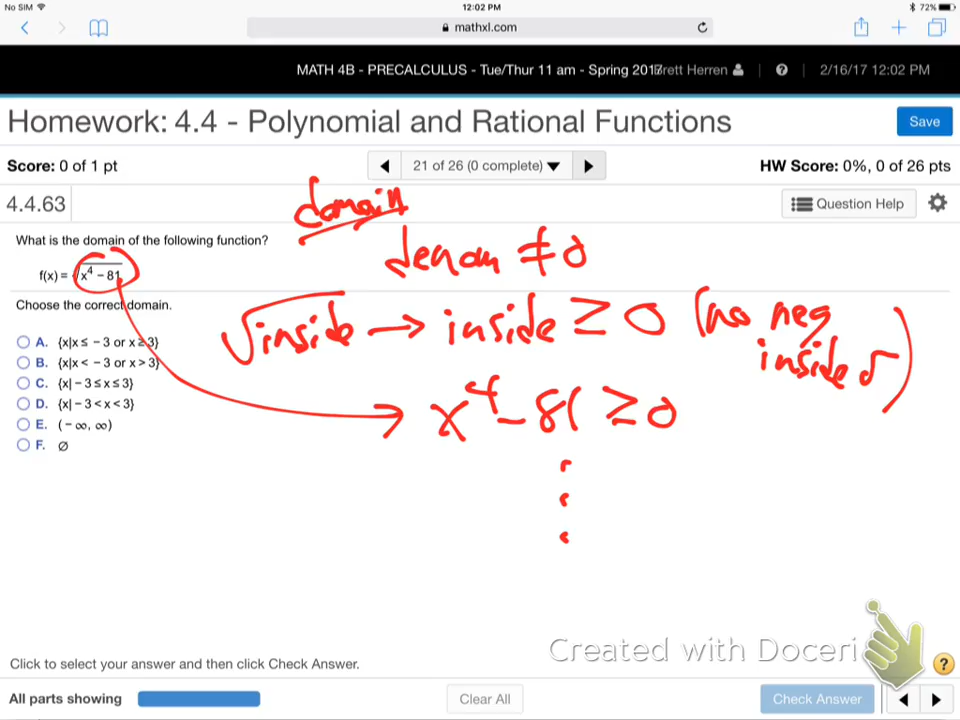 No SIM 12:02 PM 72%
mathxl.com
MATH 4B - PRECALCULUS - Tue/Thur 11 am - Spring 2017 Brett Herren ? 2/16/17 12:02 PM
Homework: 4.4 - Polynomial and Rational Functions Save
Score: 0 of 1 pt 21 of 26 (0 complete) HW Score: 0%, 0 of 26 pts
4.4.63 Question Help
domain
What is the domain of the following function?
denom ≠ 0
f(x) = √x⁴ − 81
Choose the correct domain.
√inside → inside ≥ 0 (no neg inside √)
A. {x|x ≤ − 3 or x ≥ 3}
B. {x|x < − 3 or x > 3}
C. {x| − 3 ≤ x ≤ 3}
D. {x| − 3 < x < 3}
x⁴ − 81 ≥ 0
E. (− ∞, ∞)
F. ∅
Created with Doceri
Click to select your answer and then click Check Answer. ?
All parts showing Clear All Check Answer